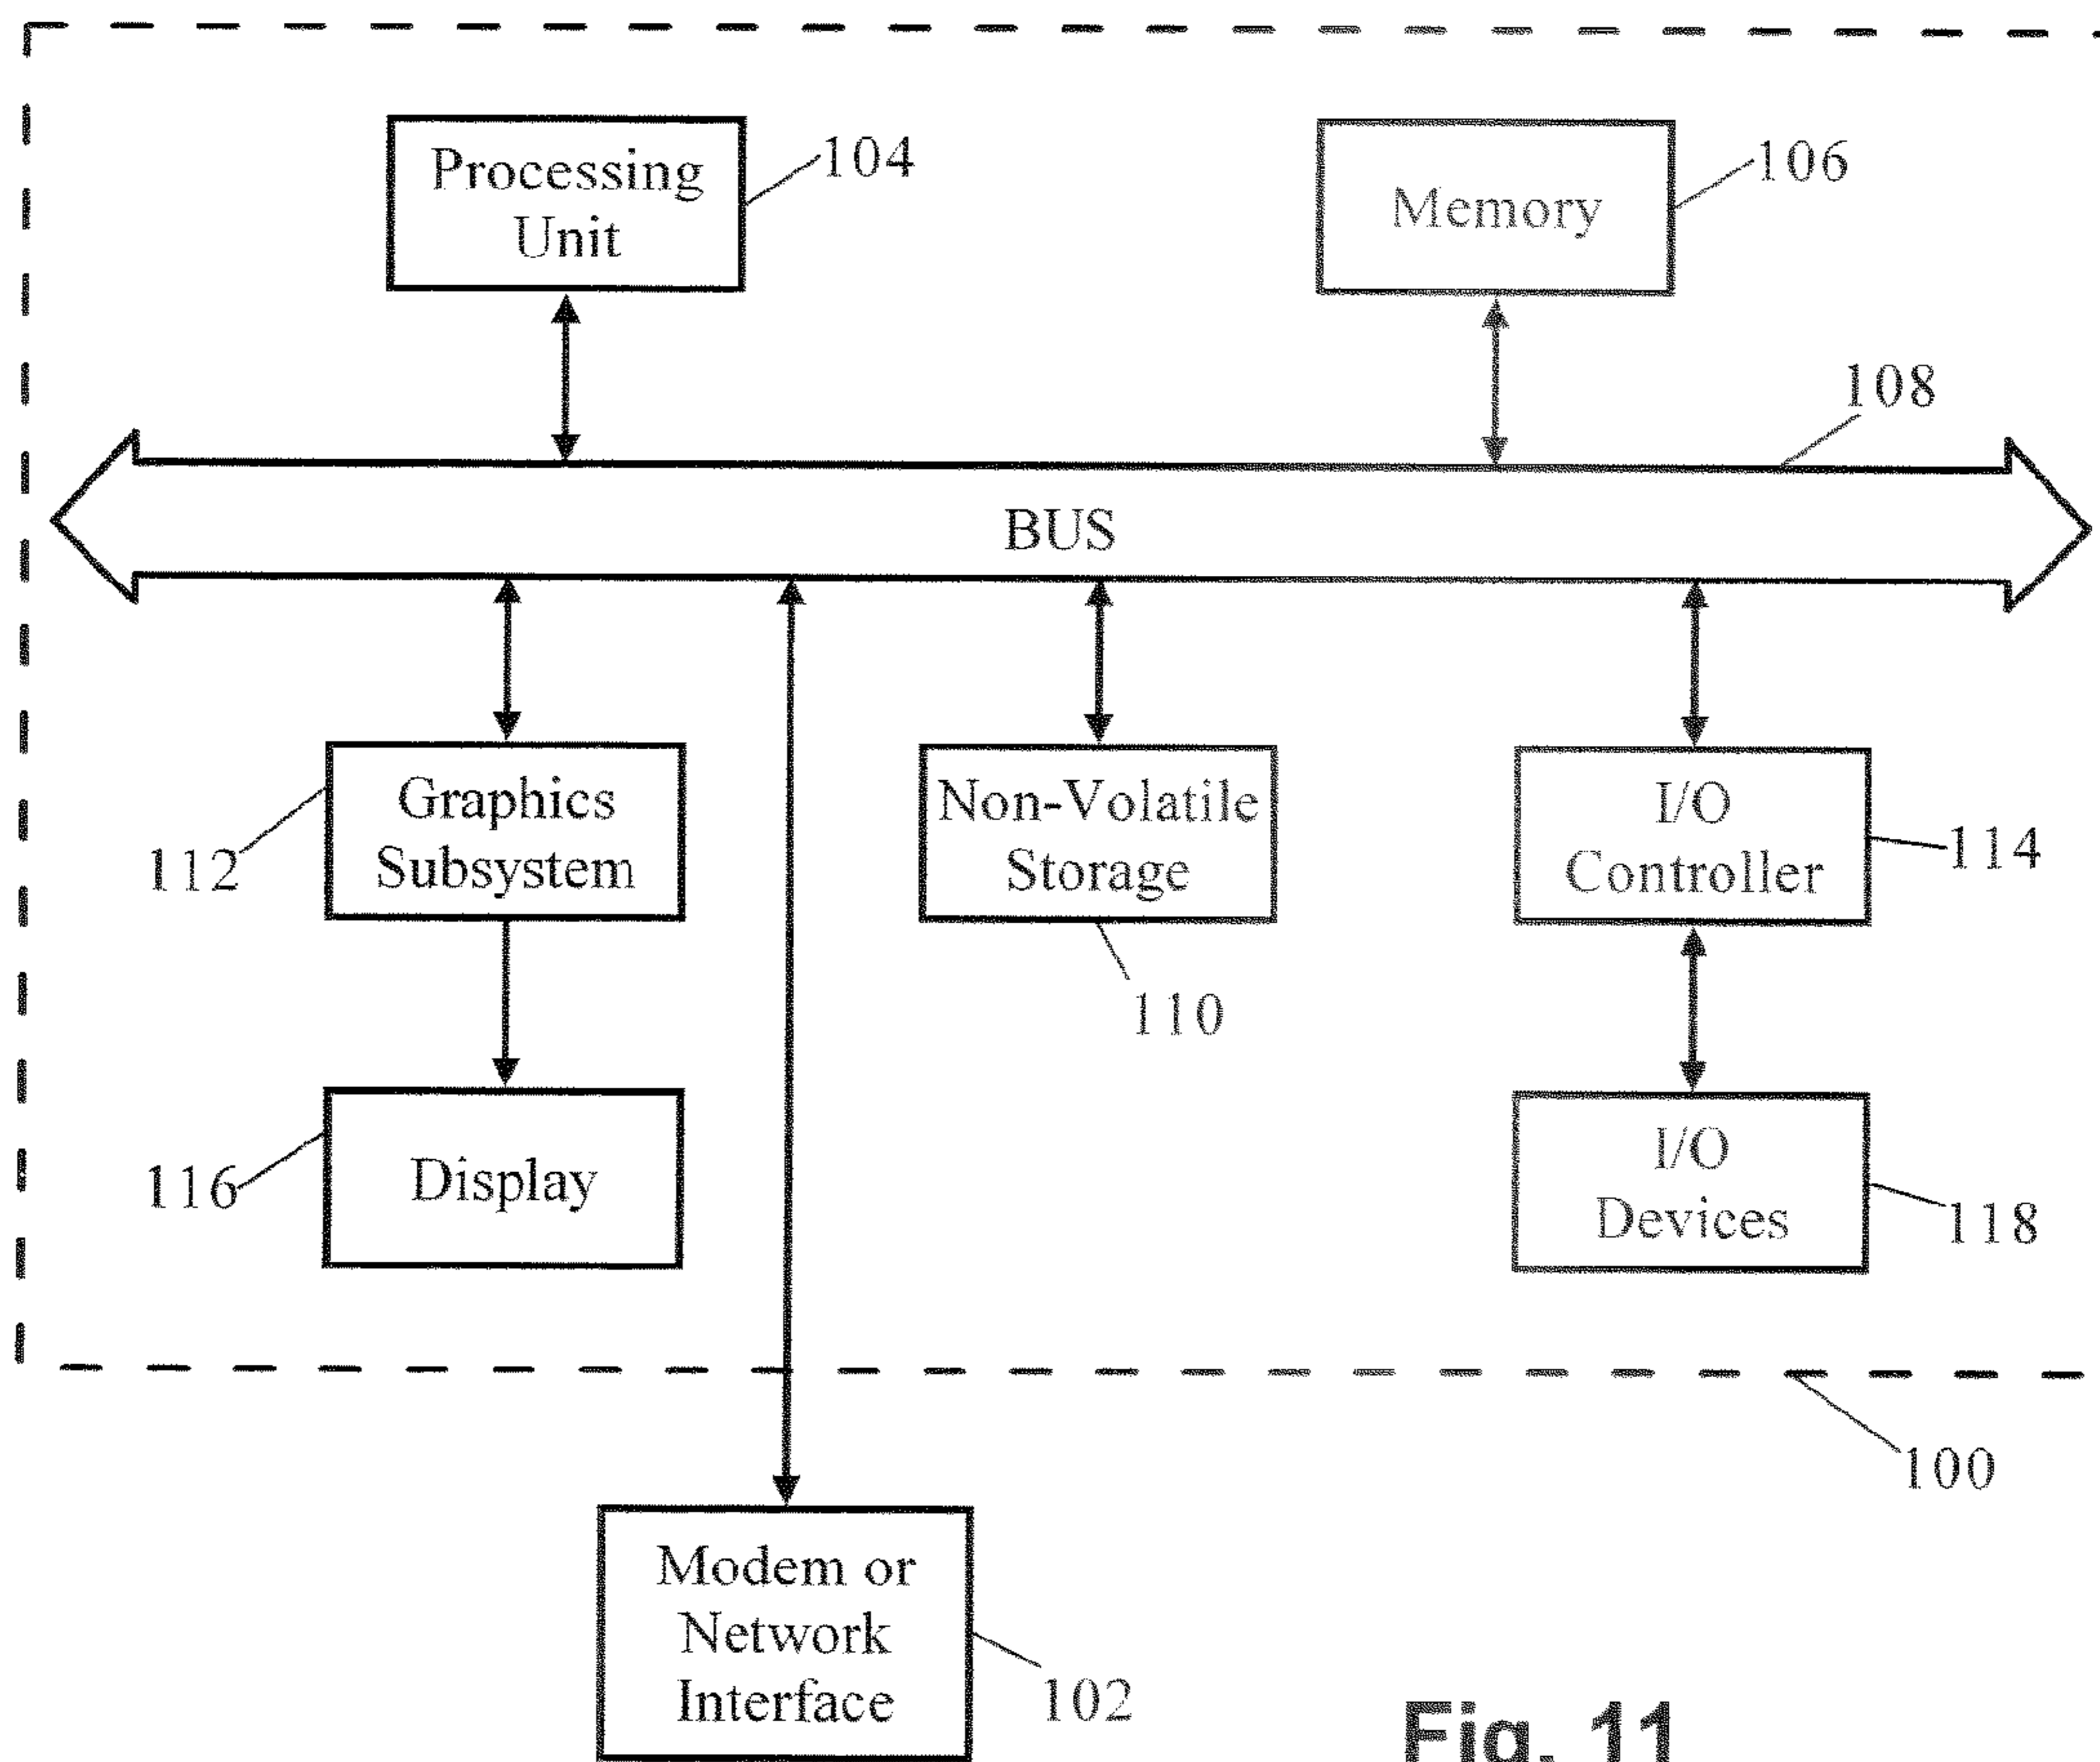 Processing
Unit
104
Memory
106
108
BUS
Graphics
Subsystem
112
Non-Volatile
Storage
110
I/O
Controller
114
Display
116
I/O
Devices
118
100
Modem or
Network
Interface
102
Fig. 11